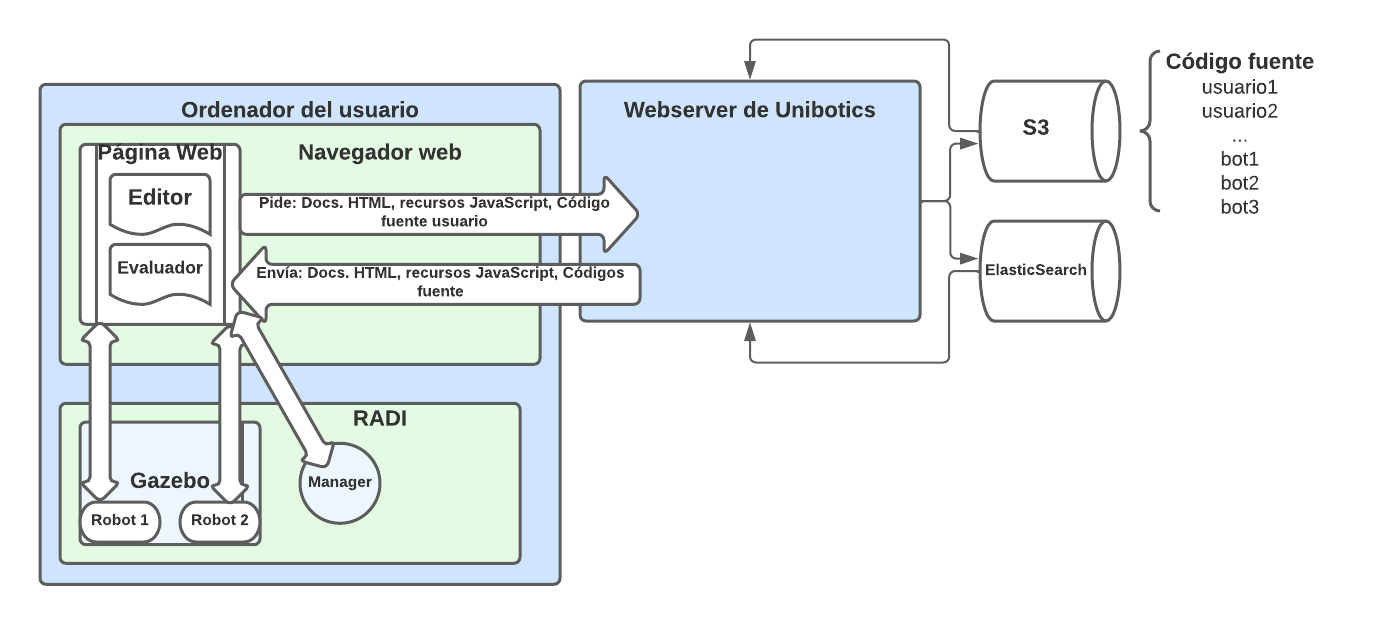 Ordenador del usuario
Página Web
Navegador web
Editor
Evaluador
Pide: Docs. HTML, recursos JavaScript, Código
fuente usuario
Envía: Docs. HTML, recursos JavaScript, Códigos
fuente
RADI
Gazebo
Manager
Robot 1
Robot 2
Webserver de Unibotics
S3
ElasticSearch
Código fuente
usuario1
usuario2
...
bot1
bot2
bot3